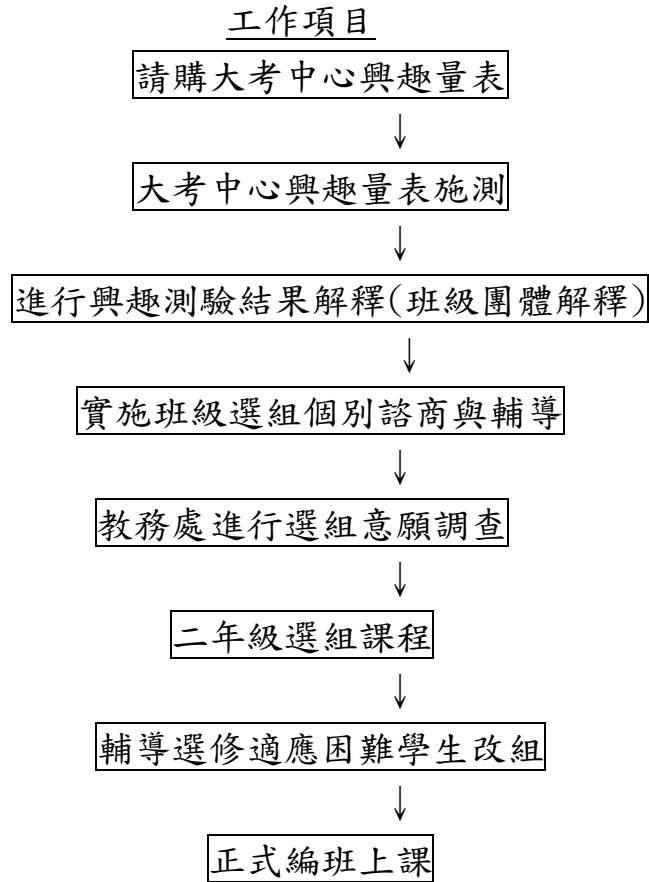 工作項目
請購大考中心興趣量表
↓
大考中心興趣量表施測
↓
進行興趣測驗結果解釋(班級團體解釋)
↓
實施班級選組個別諮商與輔導
↓
教務處進行選組意願調查
↓
二年級選組課程
↓
輔導選修適應困難學生改組
↓
正式編班上課